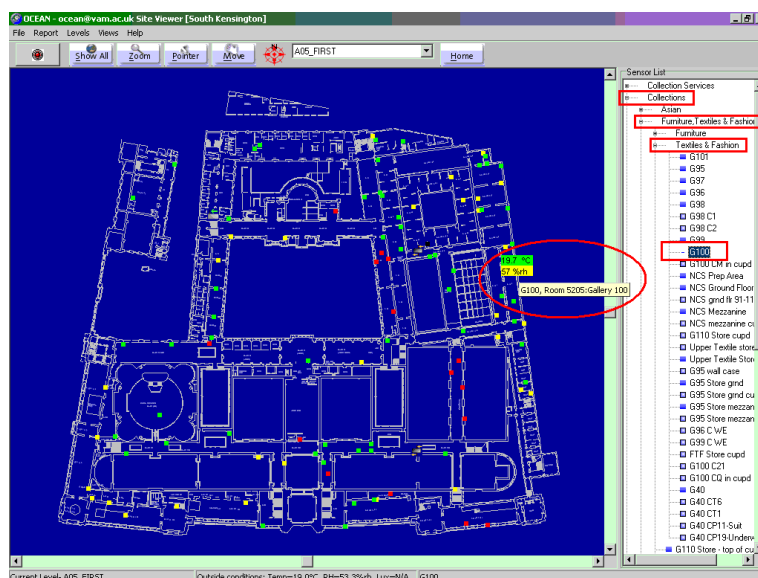 OCEAN - ocean@vam.ac.uk Site Viewer [South Kensington]
File Report Levels Views Help
Show All Zoom Pointer Move N A05_FIRST Home
Sensor List
Collection Services
Collections
Asian
Furniture,Textiles & Fashion
Furniture
Textiles & Fashion
G101
G95
G97
G96
G98
G98 C1
G98 C2
G99
G100
G100 CM in cupd
NCS Prep Area
NCS Ground Floor
NCS grnd flr 91-11
NCS Mezzanine
NCS mezzanine cu
G110 Store cupd
Upper Textile store
Upper Textile Store
G95 wall case
G95 Store grnd
G95 Store grnd cu
G95 Store mezzan
G95 Store mezzan
G96 C WE
G99 C WE
FTF Store cupd
G100 C21
G100 CQ in cupd
G40
G40 CT6
G40 CT1
G40 CP11-Suit
G40 CP19-Underw
G110 Store - top of cu
19.7 ºC
57 %rh
G100, Room 5205:Gallery 100
Current Level: A05_FIRST Outside conditions: Temp=19.0ºC, RH=53.3%rh, Lux=N/A G100